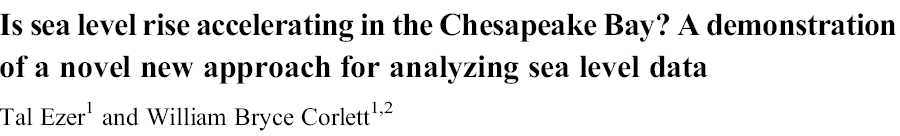 Is sea level rise accelerating in the Chesapeake Bay? A demonstration
of a novel new approach for analyzing sea level data
Tal Ezer1 and William Bryce Corlett1,2